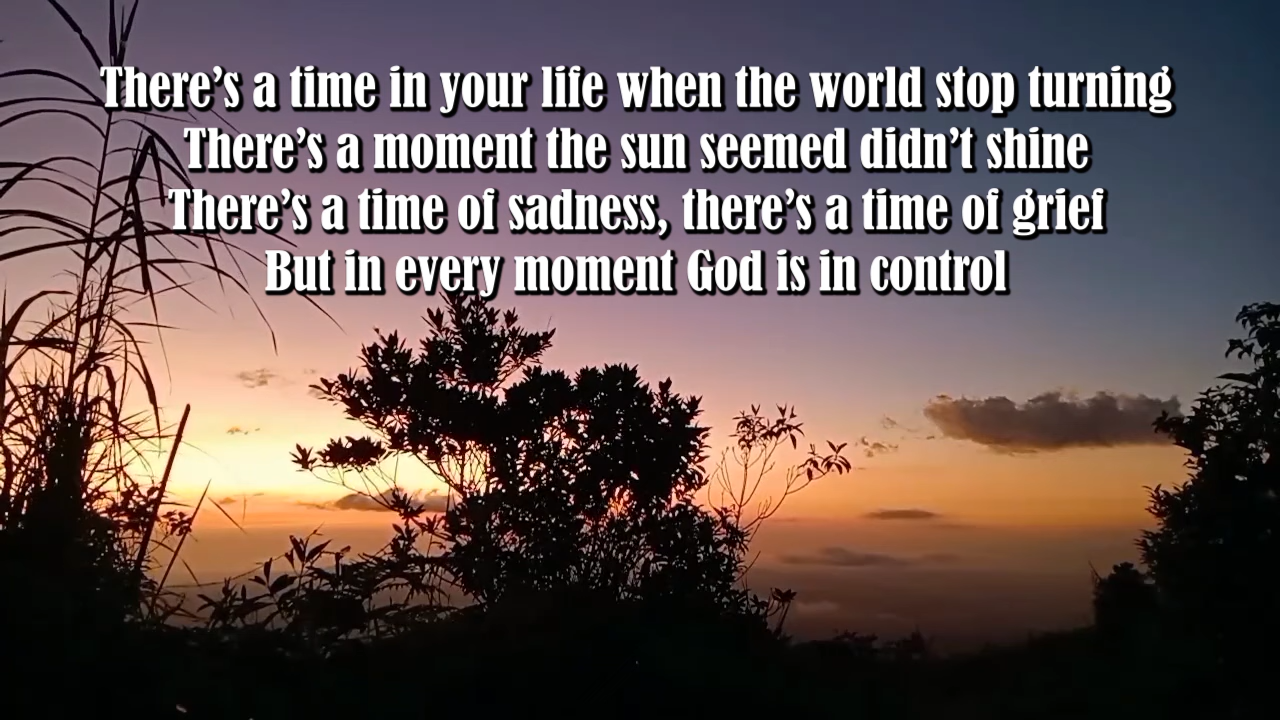 There’s a time in your life when the world stop turning
There’s a moment the sun seemed didn’t shine
There’s a time of sadness, there’s a time of grief
But in every moment God is in control